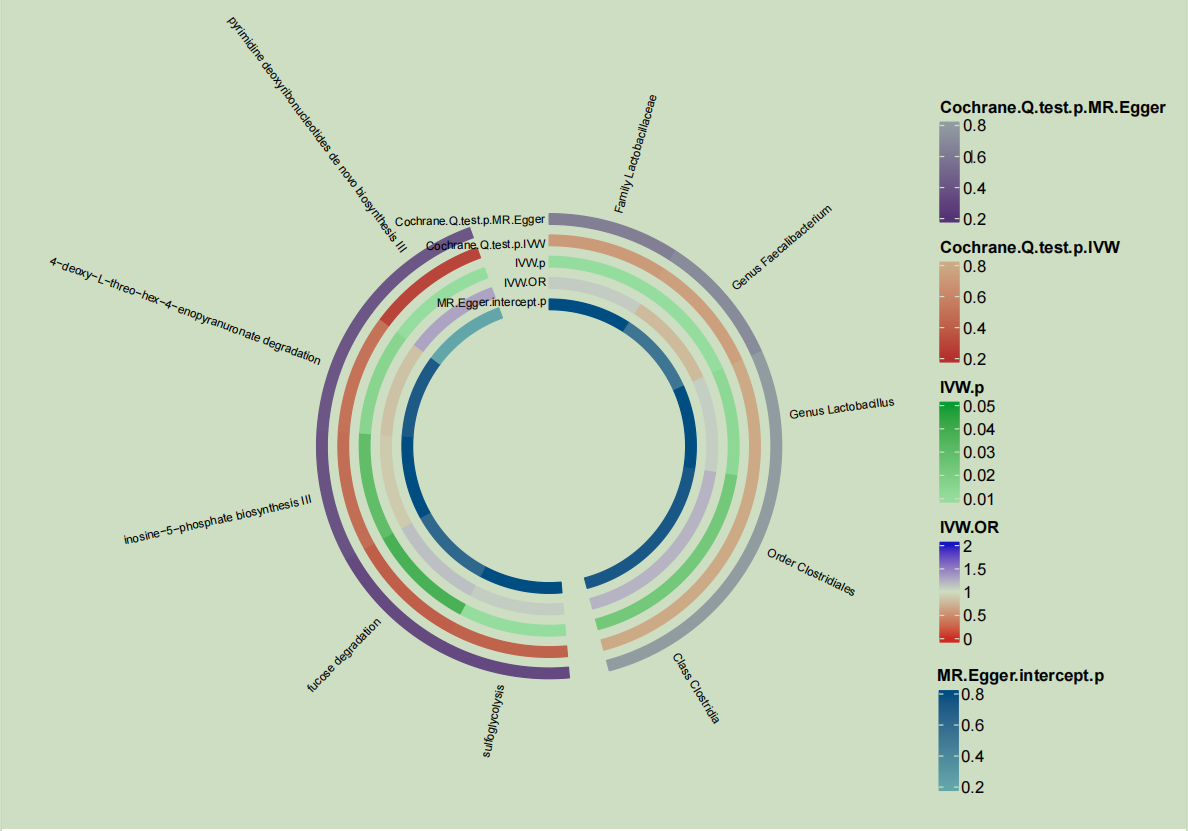 pyrimidine deoxyribonucleotides de novo biosynthesis III
Family Lactobacillaceae
Genus Faecalibacterium
Genus Lactobacillus
Order Clostridiales
Class Clostridia
sulfoglycolysis
fucose degradation
inosine−5−phosphate biosynthesis III
4−deoxy−L−threo−hex−4−enopyranuronate degradation
Cochrane.Q.test.p.MR.Egger
Cochrane.Q.test.p.IVW
IVW.p
IVW.OR
MR.Egger.intercept.p
Cochrane.Q.test.p.MR.Egger
0.8
0.6
0.4
0.2
Cochrane.Q.test.p.IVW
0.8
0.6
0.4
0.2
IVW.p
0.05
0.04
0.03
0.02
0.01
IVW.OR
2
1.5
1
0.5
0
MR.Egger.intercept.p
0.8
0.6
0.4
0.2